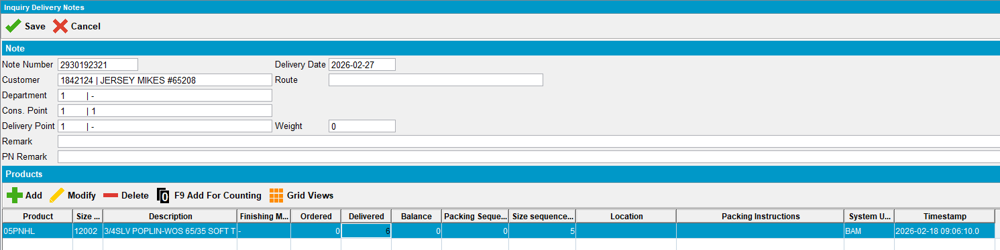 Inquiry Delivery Notes
Save Cancel
Note
Note Number 2930192321 Delivery Date 2026-02-27
Customer 1842124 | JERSEY MIKES #65208 Route
Department 1 | -
Cons. Point 1 | 1
Delivery Point 1 | - Weight 0
Remark
PN Remark
Products
Add Modify Delete 0 F9 Add For Counting Grid Views
Product Size ... Description Finishing M... Ordered Delivered Balance Packing Seque... Size sequence... Location Packing Instructions System U... Timestamp
05PNHL 12002 3/4SLV POPLIN-WOS 65/35 SOFT T - 0 6 0 0 5 BAM 2026-02-18 09:06:10.0